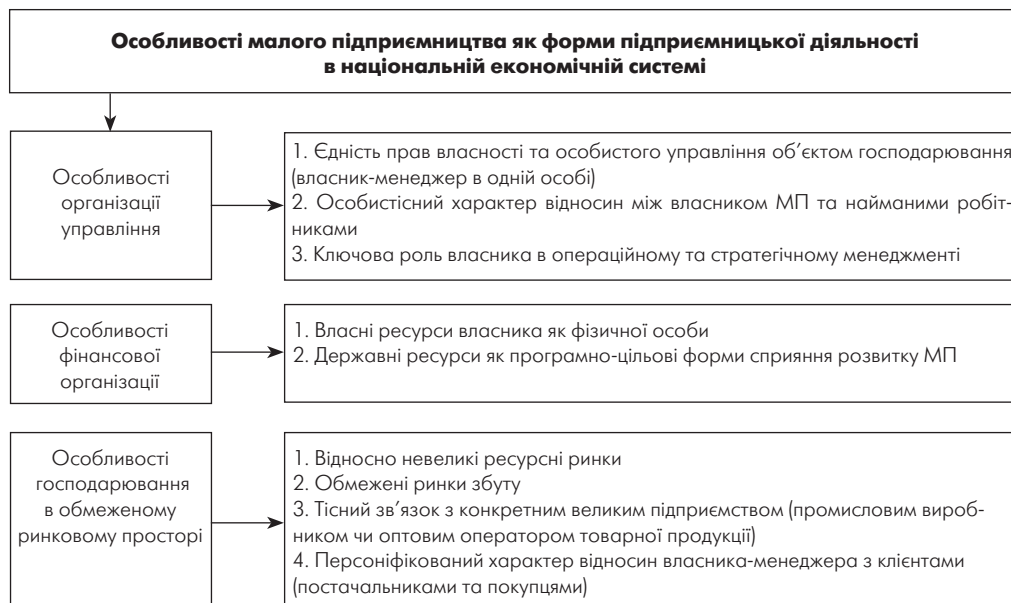 Особливості малого підприємництва як форми підприємницької діяльності
в національній економічній системі
Особливості
організації
управління
1. Єдність прав власності та особистого управління об’єктом господарювання
(власник-менеджер в одній особі)
2. Особистісний характер відносин між власником МП та найманими робіт-
никами
3. Ключова роль власника в операційному та стратегічному менеджменті
Особливості
фінансової
організації
1. Власні ресурси власника як фізичної особи
2. Державні ресурси як програмно-цільові форми сприяння розвитку МП
Особливості
господарювання
в обмеженому
ринковому просторі
1. Відносно невеликі ресурсні ринки
2. Обмежені ринки збуту
3. Тісний зв’язок з конкретним великим підприємством (промисловим вироб-
ником чи оптовим оператором товарної продукції)
4. Персоніфікований характер відносин власника-менеджера з клієнтами
(постачальниками та покупцями)